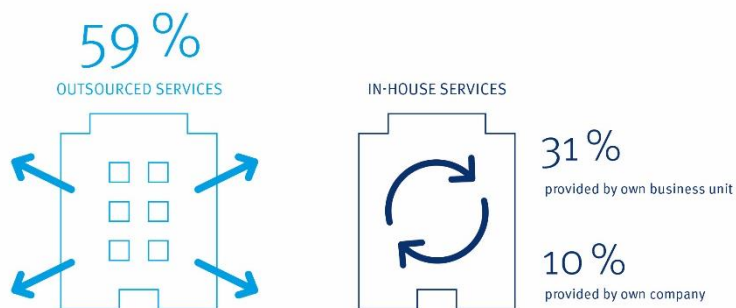 59 %
OUTSOURCED SERVICES
IN-HOUSE SERVICES
31 %
provided by own business unit
10 %
provided by own company